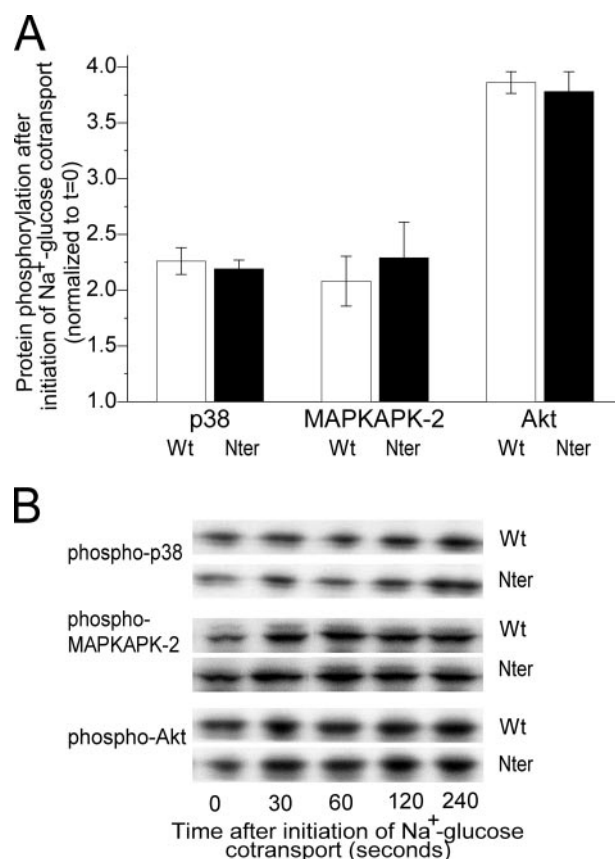 A
Protein phosphorylation after
initiation of Na+-glucose cotransport
(normalized to t=0)
4.0
3.5
2.5
2.0
1.5
1.0
p38
MAPKAPK-2
Akt
Wt Nter Wt Nter Wt Nter
B
phospho-p38
Wt
Nter
phospho-
MAPKAPK-2
Wt
Nter
phospho-Akt
Wt
Nter
0 30 60 120 240
Time after initiation of Na+-glucose
cotransport (seconds)